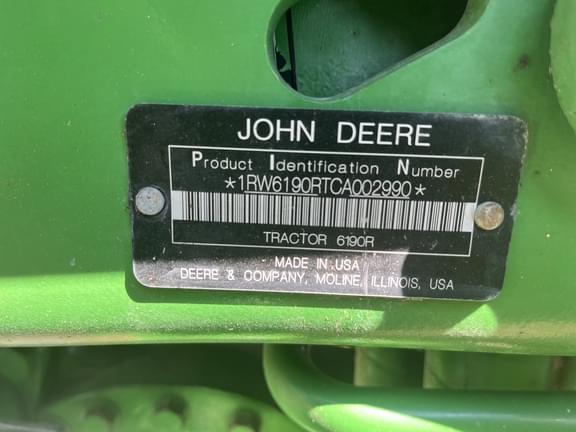 JOHN DEERE
Product Identification Number
*1RW6190RTCA002990*
TRACTOR 6190R
MADE IN USA
DEERE & COMPANY, MOLINE, ILLINOIS, USA